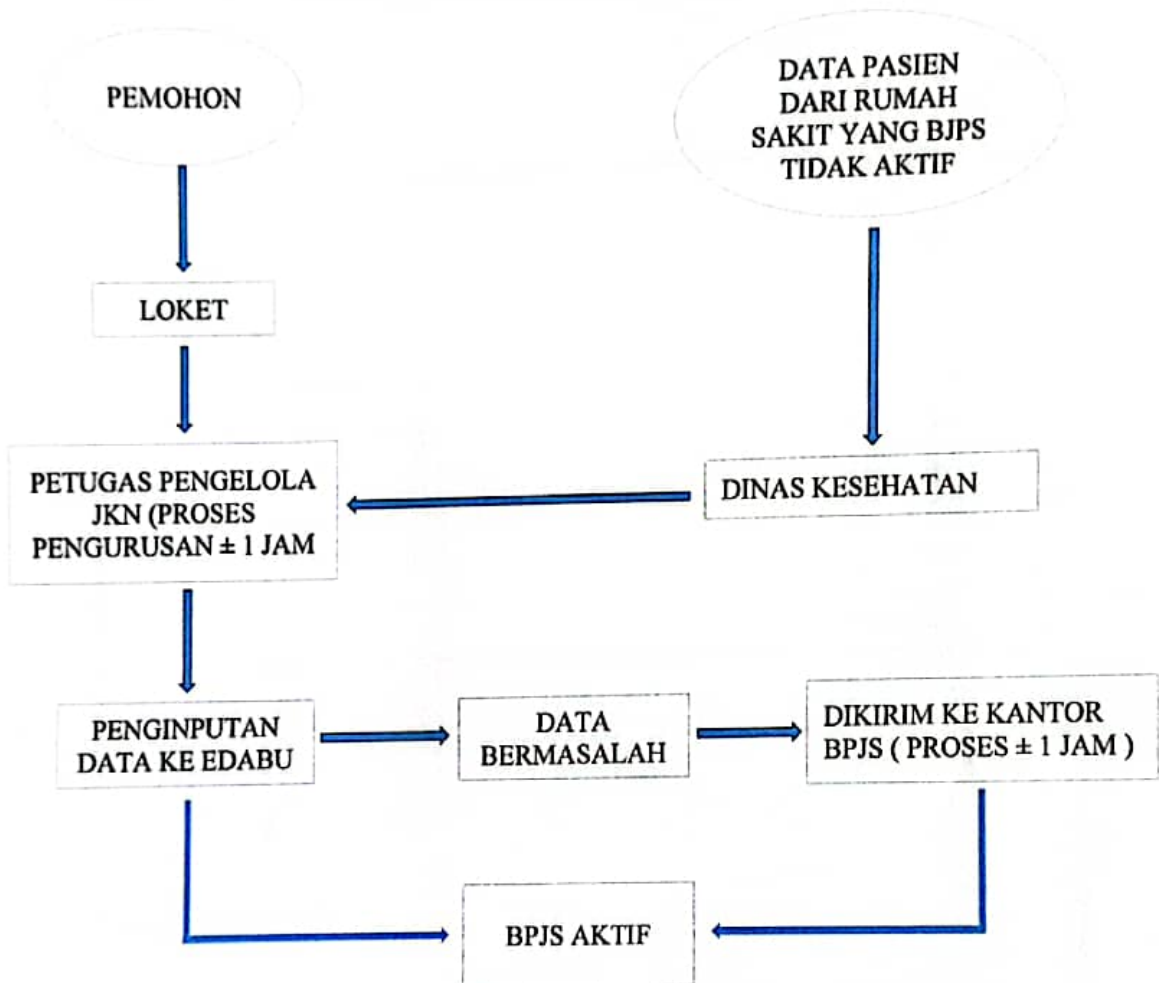 PEMOHON
DATA PASIEN
DARI RUMAH
SAKIT YANG BJPS
TIDAK AKTIF
LOKET
PETUGAS PENGELOLA
JKN (PROSES
PENGURUSAN ± 1 JAM
DINAS KESEHATAN
PENGINPUTAN
DATA KE EDABU
DATA
BERMASALAH
DIKIRIM KE KANTOR
BPJS ( PROSES ± 1 JAM )
BPJS AKTIF